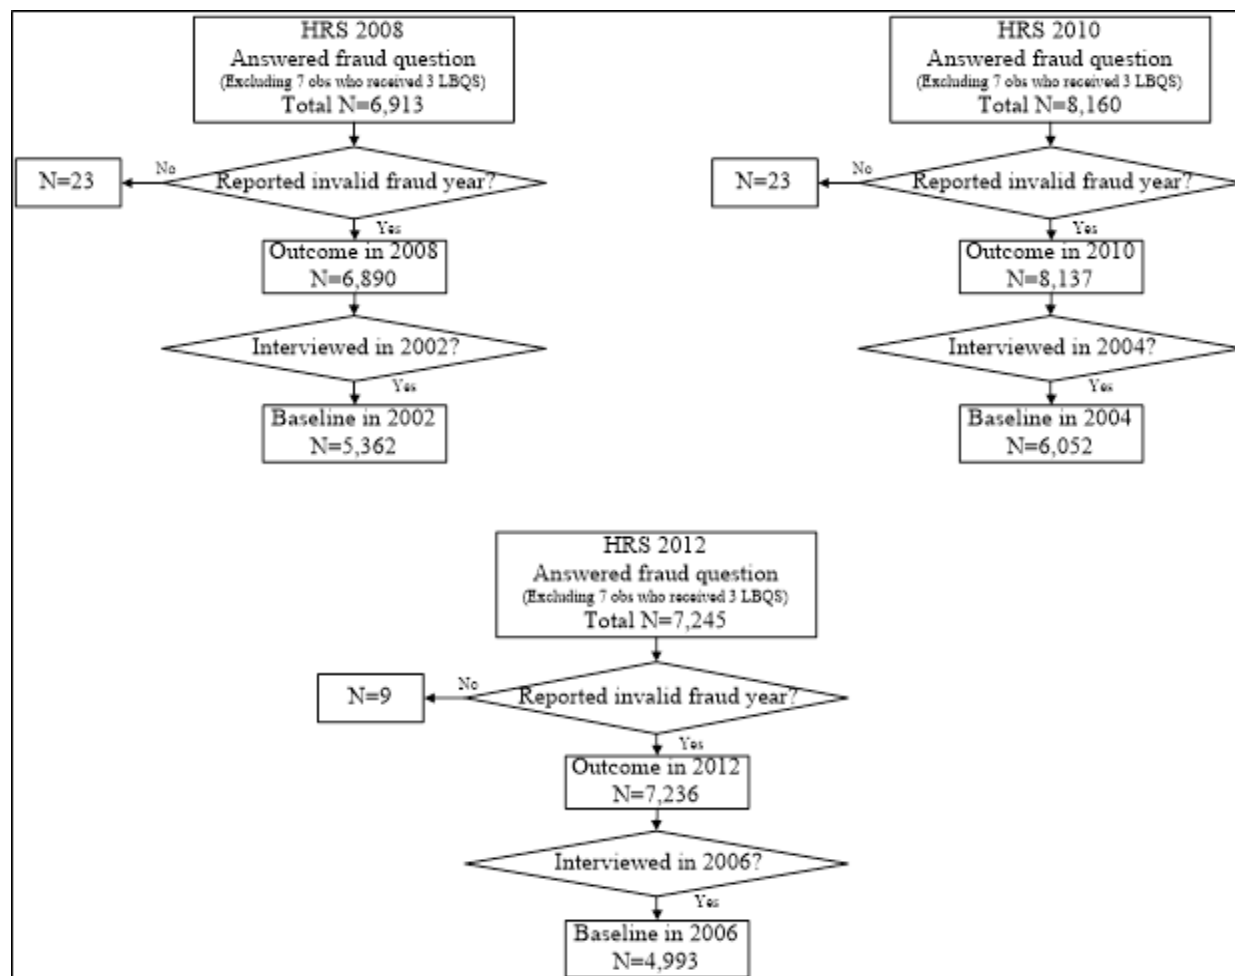 HRS 2008
Answered fraud question
(Excluding 7 obs who received 3 LBQS)
Total N=6,913
No
N=23
Reported invalid fraud year?
Yes
Outcome in 2008
N=6,890
Interviewed in 2002?
Yes
Baseline in 2002
N=5,362
HRS 2010
Answered fraud question
(Excluding 7 obs who received 3 LBQS)
Total N=8,160
No
N=23
Reported invalid fraud year?
Yes
Outcome in 2010
N=8,137
Interviewed in 2004?
Yes
Baseline in 2004
N=6,052
HRS 2012
Answered fraud question
(Excluding 7 obs who received 3 LBQS)
Total N=7,245
No
N=9
Reported invalid fraud year?
Yes
Outcome in 2012
N=7,236
Interviewed in 2006?
Yes
Baseline in 2006
N=4,993